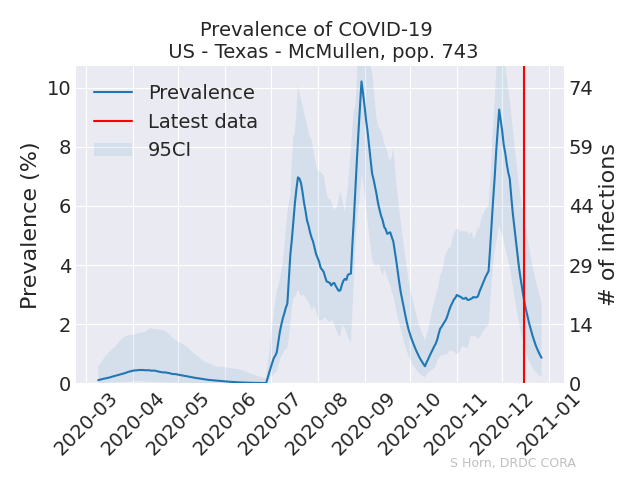 Prevalence of COVID-19
US - Texas - McMullen, pop. 743
Prevalence
Latest data
95CI
Prevalence (%)
10
8
6
4
2
0
74
59
44
29
14
0
# of infections
2020-03
2020-04
2020-05
2020-06
2020-07
2020-08
2020-09
2020-10
2020-11
2020-12
2021-01
S Horn, DRDC CORA